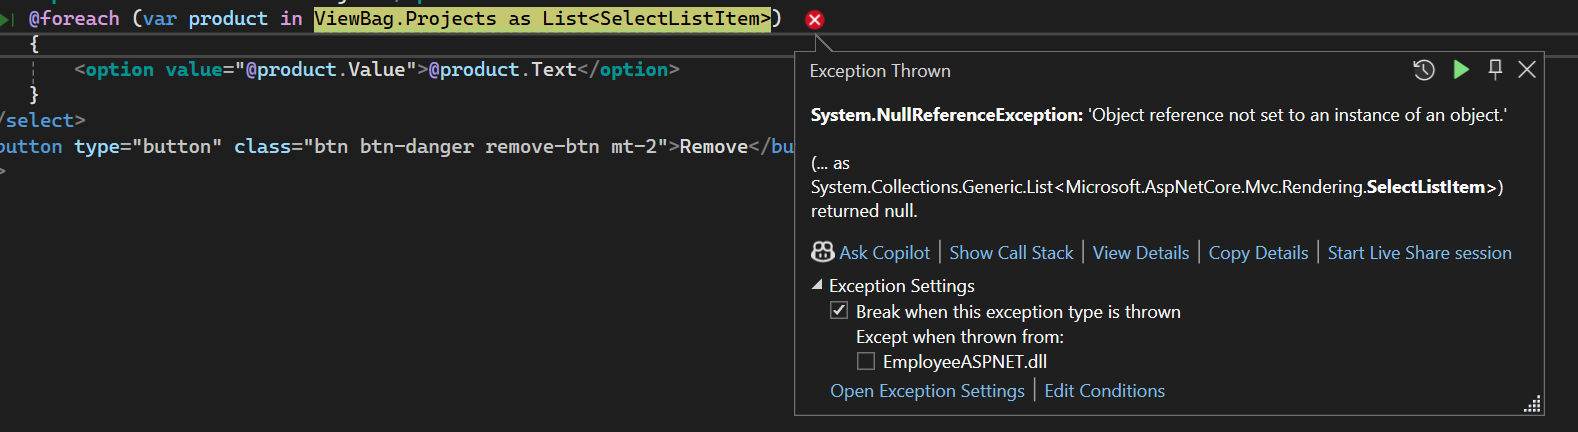 @foreach (var product in ViewBag.Projects as List<SelectListItem>)
{
<option value="@product.Value">@product.Text</option>
}
/select>
button type="button" class="btn btn-danger remove-btn mt-2">Remove</bu
>
Exception Thrown
System.NullReferenceException: 'Object reference not set to an instance of an object.'
(... as
System.Collections.Generic.List<Microsoft.AspNetCore.Mvc.Rendering.SelectListItem>)
returned null.
Ask Copilot | Show Call Stack | View Details | Copy Details | Start Live Share session
Exception Settings
Break when this exception type is thrown
Except when thrown from:
EmployeeASPNET.dll
Open Exception Settings | Edit Conditions